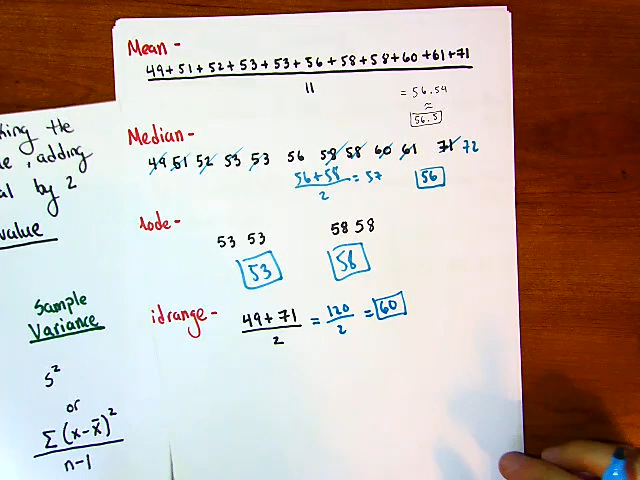 Mean -
49+51+52+53+53+56+58+58+60+61+71
11
= 56.54
≈
56.5
Median -
49 51 52 53 53 56 58 58 60 61 71 72
56+58
2
= 57
56
ode -
53 53 58 58
53 58
idrange -
49+71
2
= 120
2
= 60
king the
e, adding
al by 2
value
Sample
Variance
s²
or
Σ(x-x̄)²
n-1